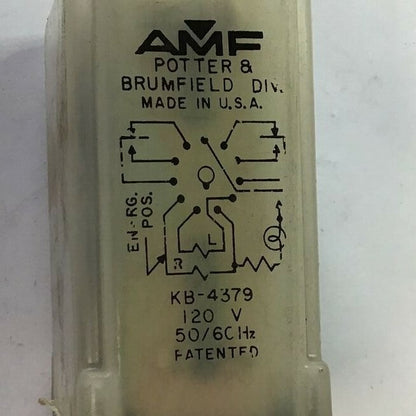 AMF
POTTER &
BRUMFIELD DIV.
MADE IN U.S.A.
EN-RG.
POS.
L
R
KB-4379
120 V
50/60Hz
PATENTED